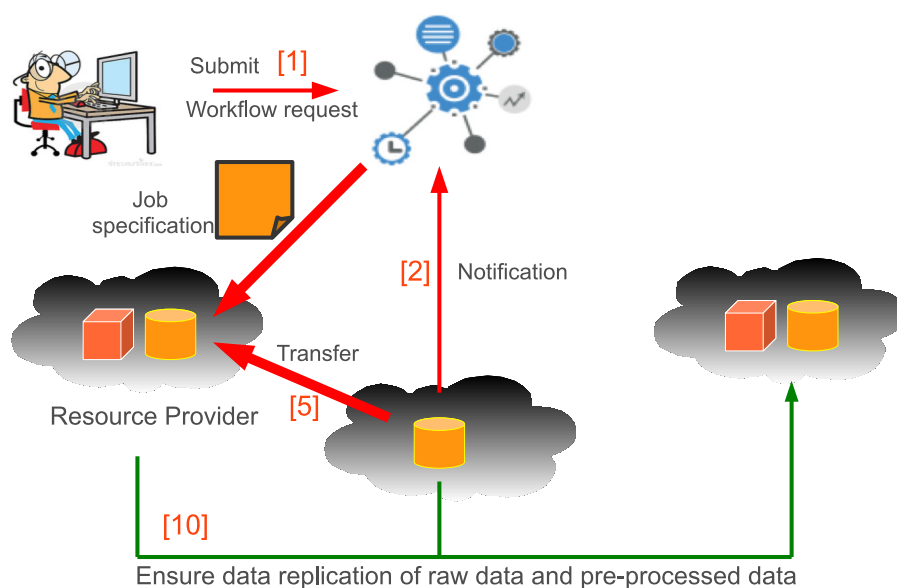 Submit [1]
Workflow request
Job
specification
[2] Notification
Transfer
[5]
Resource Provider
[10]
Ensure data replication of raw data and pre-processed data